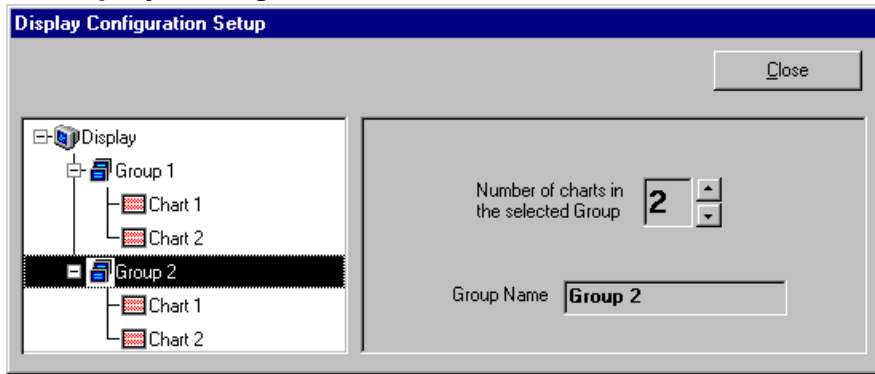 Display Configuration Setup
Close
Display
Group 1
Chart 1
Chart 2
Group 2
Chart 1
Chart 2
Number of charts in
the selected Group
2
Group Name
Group 2